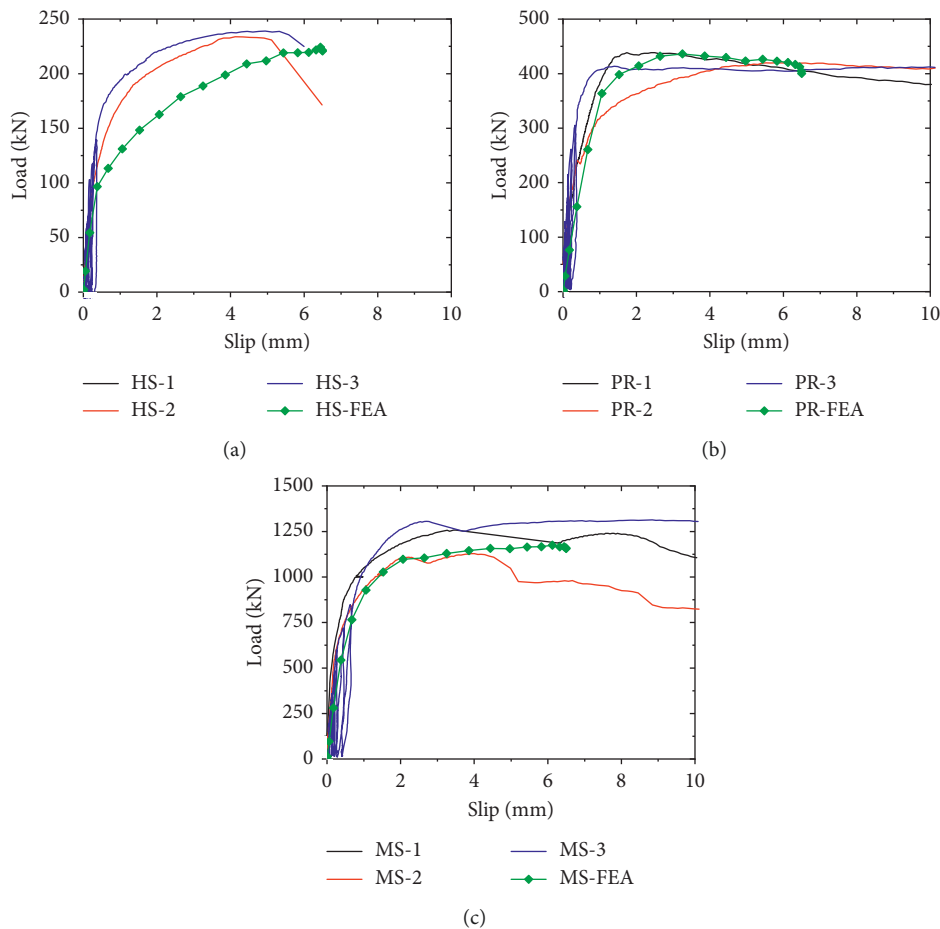 250
200
150
100
50
0
Load (kN)
0 2 4 6 8 10
Slip (mm)
HS-1 HS-3
HS-2 HS-FEA
(a)
500
400
300
200
100
0
Load (kN)
0 2 4 6 8 10
Slip (mm)
PR-1 PR-3
PR-2 PR-FEA
(b)
1500
1250
1000
750
500
250
0
Load (kN)
0 2 4 6 8 10
Slip (mm)
MS-1 MS-3
MS-2 MS-FEA
(c)